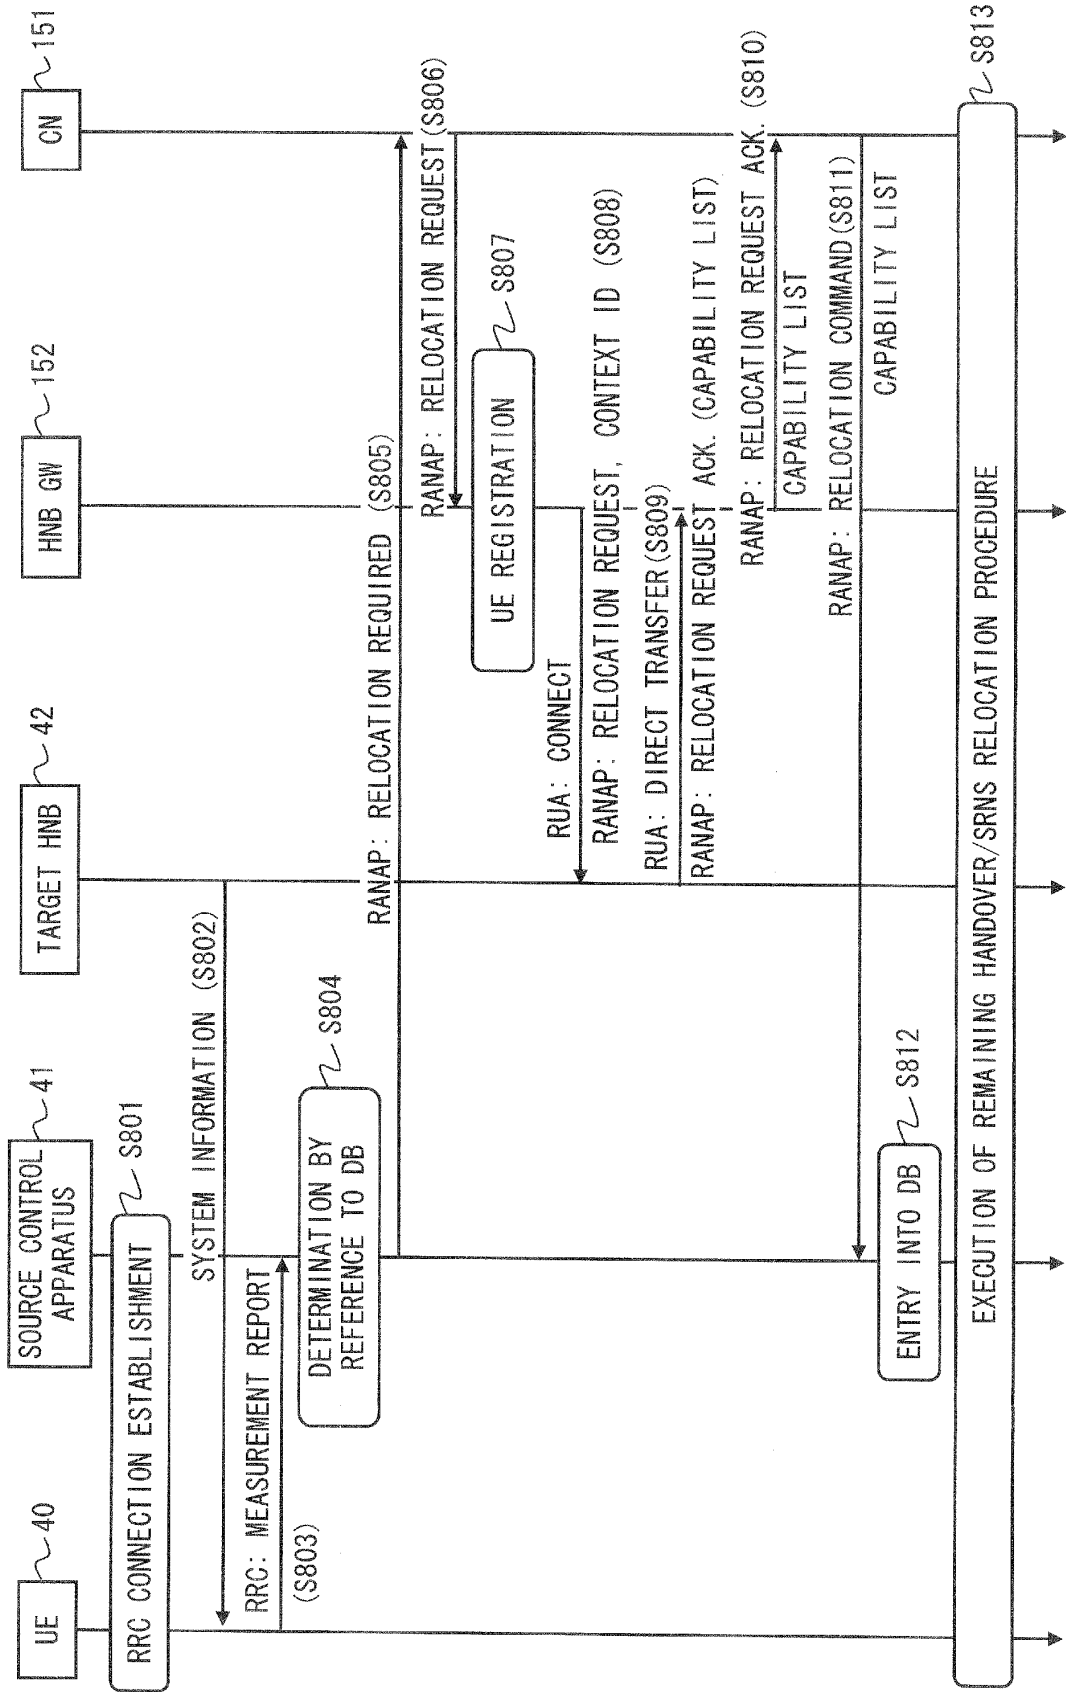 UE
40
SOURCE CONTROL
APPARATUS
41
TARGET HNB
42
HNB GW
152
CN
151
RRC CONNECTION ESTABLISHMENT
S801
SYSTEM INFORMATION (S802)
RRC: MEASUREMENT REPORT
(S803)
DETERMINATION BY
REFERENCE TO DB
S804
RANAP: RELOCATION REQUIRED (S805)
RANAP: RELOCATION REQUEST(S806)
UE REGISTRATION
S807
RUA: CONNECT
RANAP: RELOCATION REQUEST, CONTEXT ID (S808)
RUA: DIRECT TRANSFER(S809)
RANAP: RELOCATION REQUEST ACK. (CAPABILITY LIST)
RANAP: RELOCATION REQUEST ACK. (S810)
CAPABILITY LIST
RANAP: RELOCATION COMMAND(S811)
CAPABILITY LIST
ENTRY INTO DB
S812
EXECUTION OF REMAINING HANDOVER/SRNS RELOCATION PROCEDURE
S813